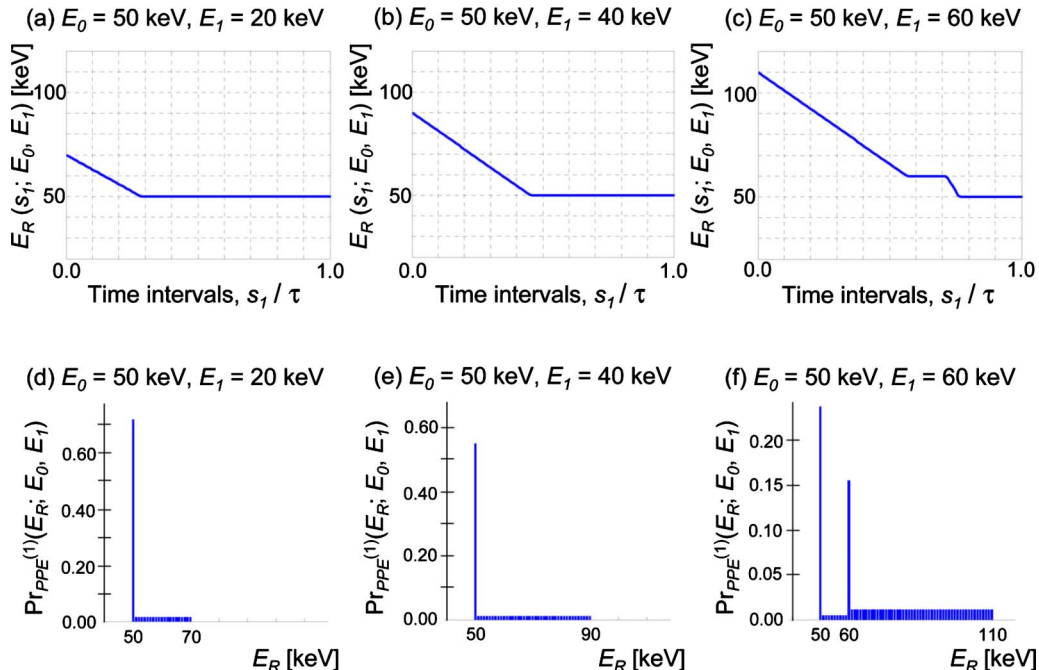 (a) E0 = 50 keV, E1 = 20 keV
(b) E0 = 50 keV, E1 = 40 keV
(c) E0 = 50 keV, E1 = 60 keV
ER (s1; E0, E1) [keV]
100
50
0.0
1.0
Time intervals, s1 / τ
ER (s1; E0, E1) [keV]
100
50
0.0
1.0
Time intervals, s1 / τ
ER (s1; E0, E1) [keV]
100
50
0.0
1.0
Time intervals, s1 / τ
(d) E0 = 50 keV, E1 = 20 keV
(e) E0 = 50 keV, E1 = 40 keV
(f) E0 = 50 keV, E1 = 60 keV
PrPPE(1)(ER; E0, E1)
0.60
0.40
0.20
0.00
50 70
ER [keV]
PrPPE(1)(ER; E0, E1)
0.60
0.40
0.20
0.00
50 90
ER [keV]
PrPPE(1)(ER; E0, E1)
0.20
0.15
0.10
0.05
0.00
50 60 110
ER [keV]